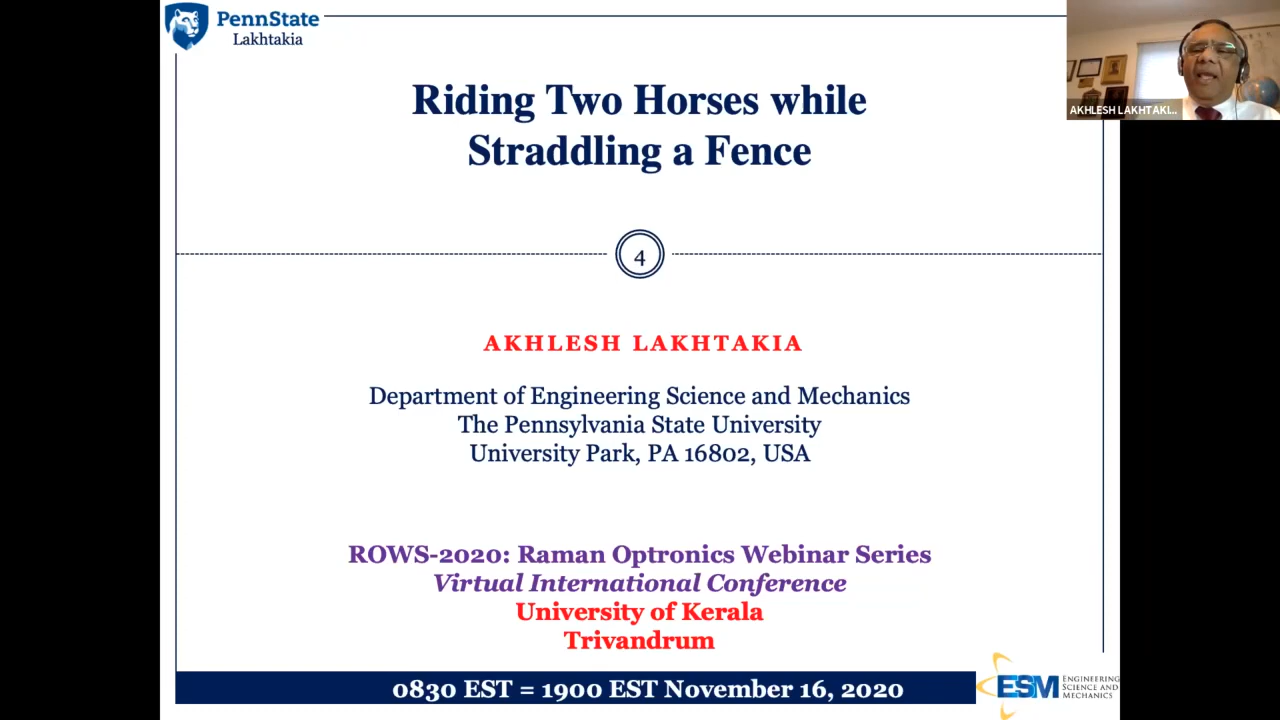 PennState
Lakhtakia
AKHLESH LAKHTAKI...
Riding Two Horses while
Straddling a Fence
4
AKHLESH LAKHTAKIA
Department of Engineering Science and Mechanics
The Pennsylvania State University
University Park, PA 16802, USA
ROWS-2020: Raman Optronics Webinar Series
Virtual International Conference
University of Kerala
Trivandrum
0830 EST = 1900 EST November 16, 2020
ESM
ENGINEERING
SCIENCE AND
MECHANICS